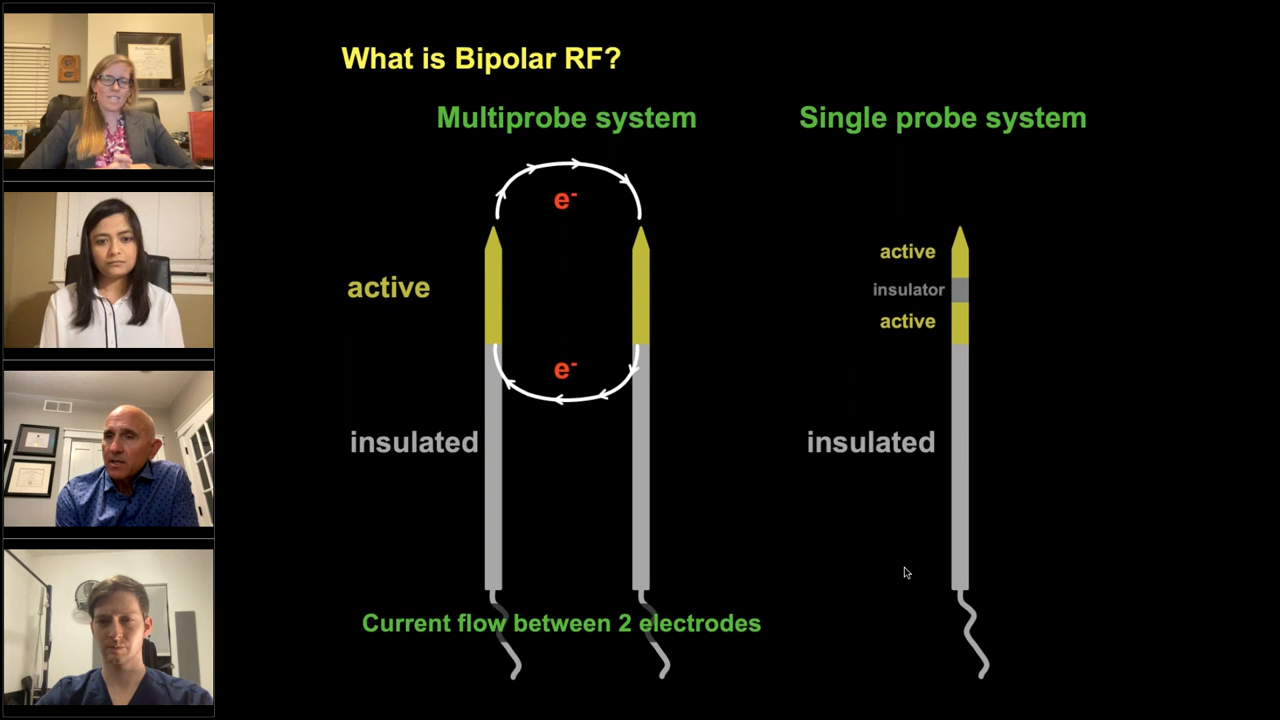 What is Bipolar RF?
Multiprobe system
Single probe system
e-
active
insulator
active
active
e-
insulated
insulated
Current flow between 2 electrodes